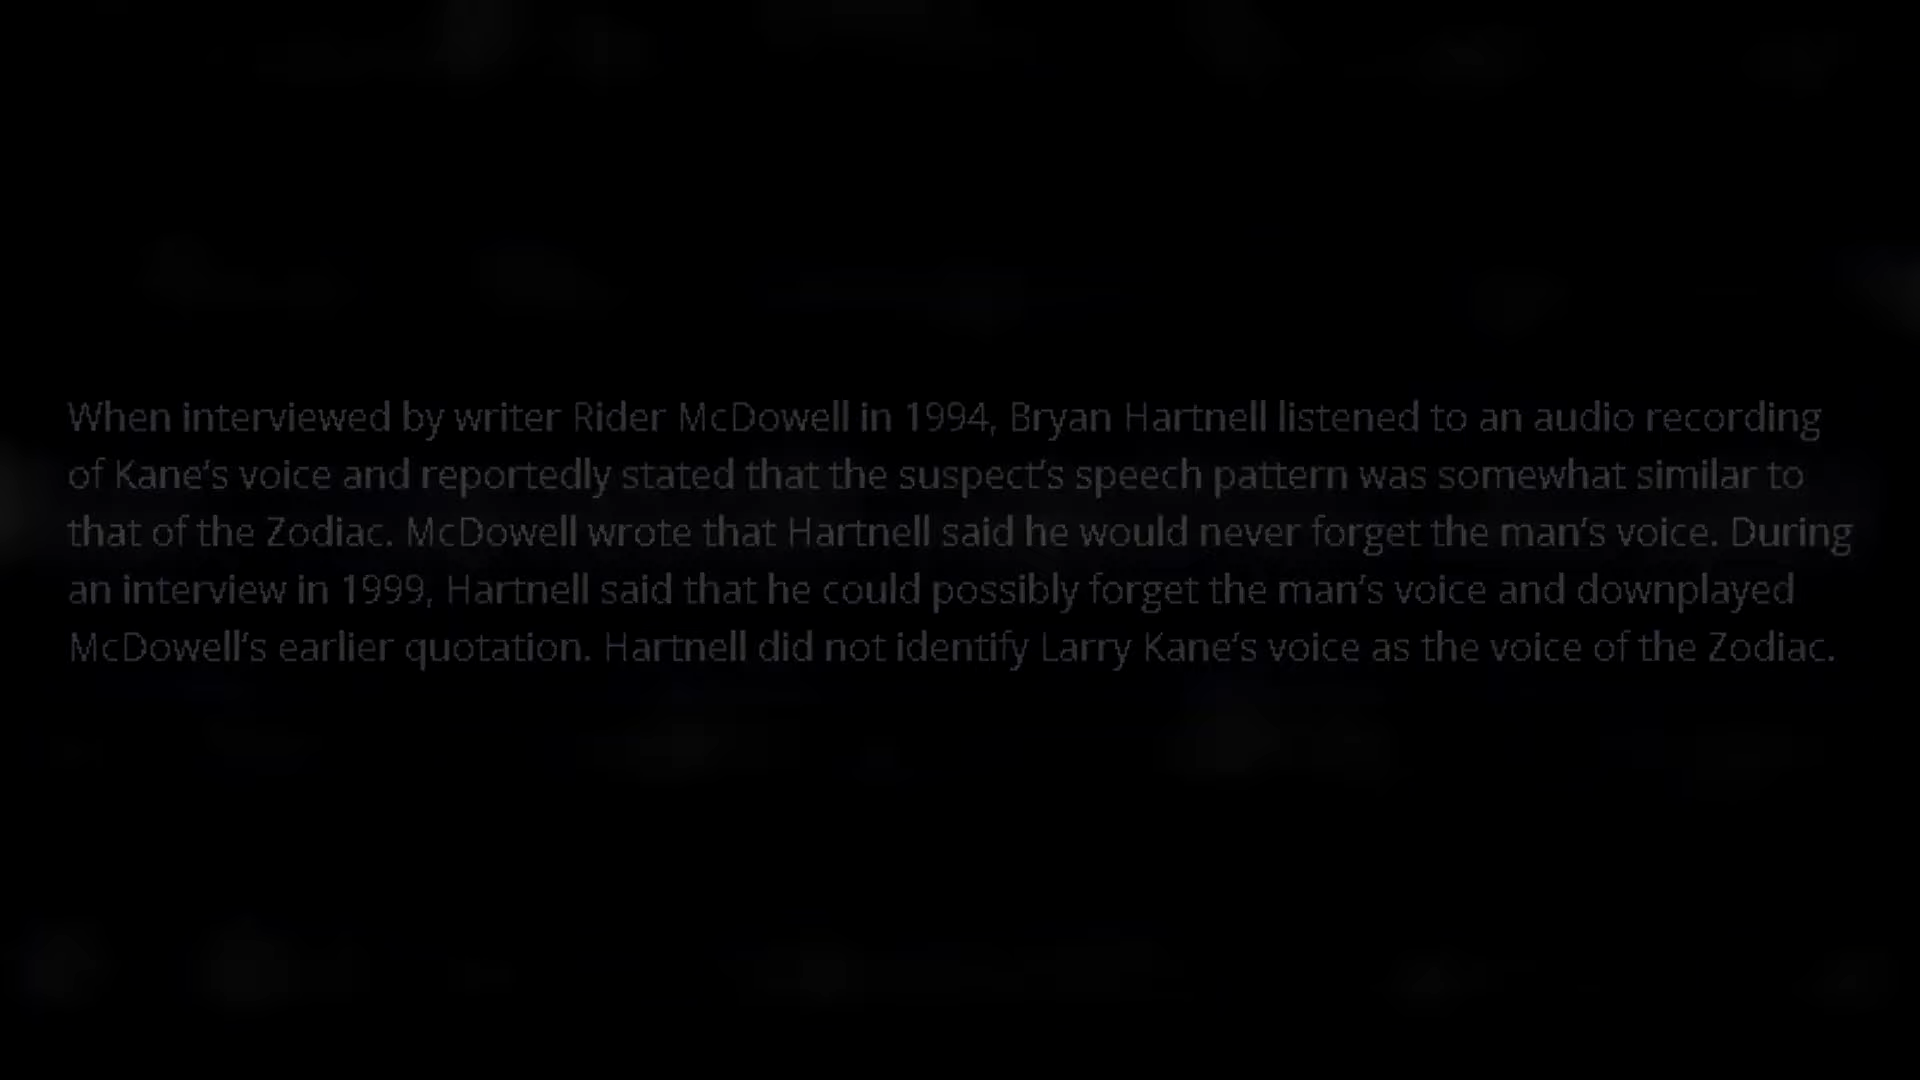 When interviewed by writer Rider McDowell in 1994, Bryan Hartnell listened to an audio recording
of Kane’s voice and reportedly stated that the suspect’s speech pattern was somewhat similar to
that of the Zodiac. McDowell wrote that Hartnell said he would never forget the man’s voice. During
an interview in 1999, Hartnell said that he could possibly forget the man’s voice and downplayed
McDowell’s earlier quotation. Hartnell did not identify Larry Kane’s voice as the voice of the Zodiac.